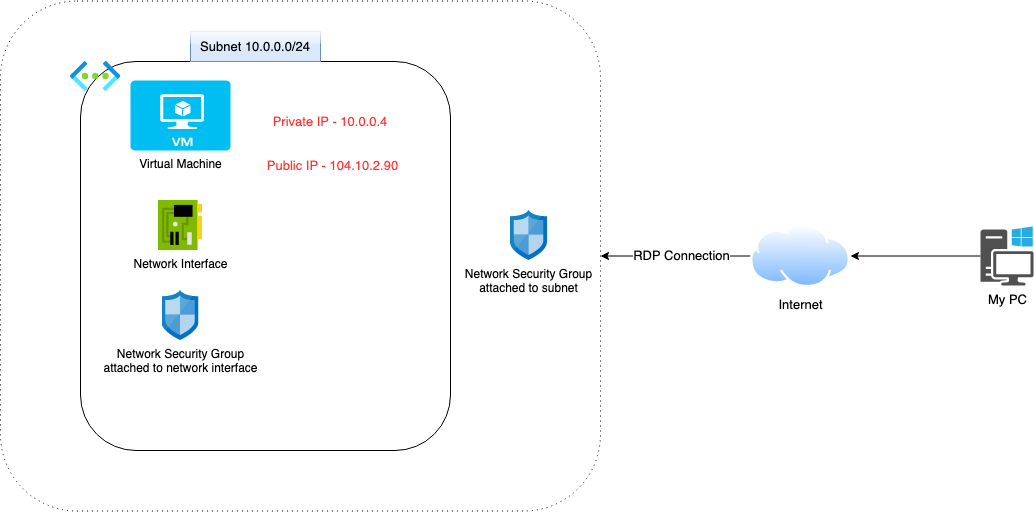 Subnet 10.0.0.0/24
VM
Virtual Machine
Private IP - 10.0.0.4
Public IP - 104.10.2.90
Network Interface
Network Security Group
attached to network interface
Network Security Group
attached to subnet
RDP Connection
Internet
My PC